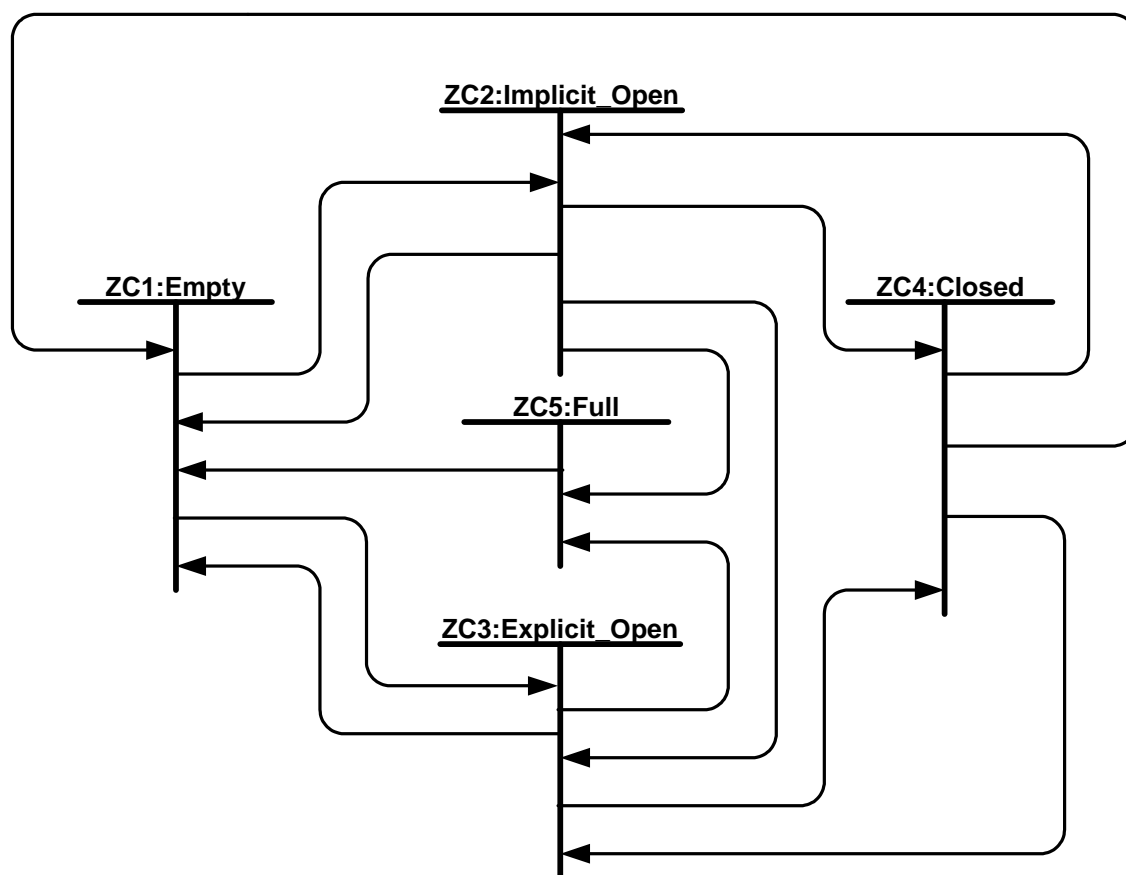 ZC2:Implicit_Open
ZC1:Empty
ZC4:Closed
ZC5:Full
ZC3:Explicit_Open